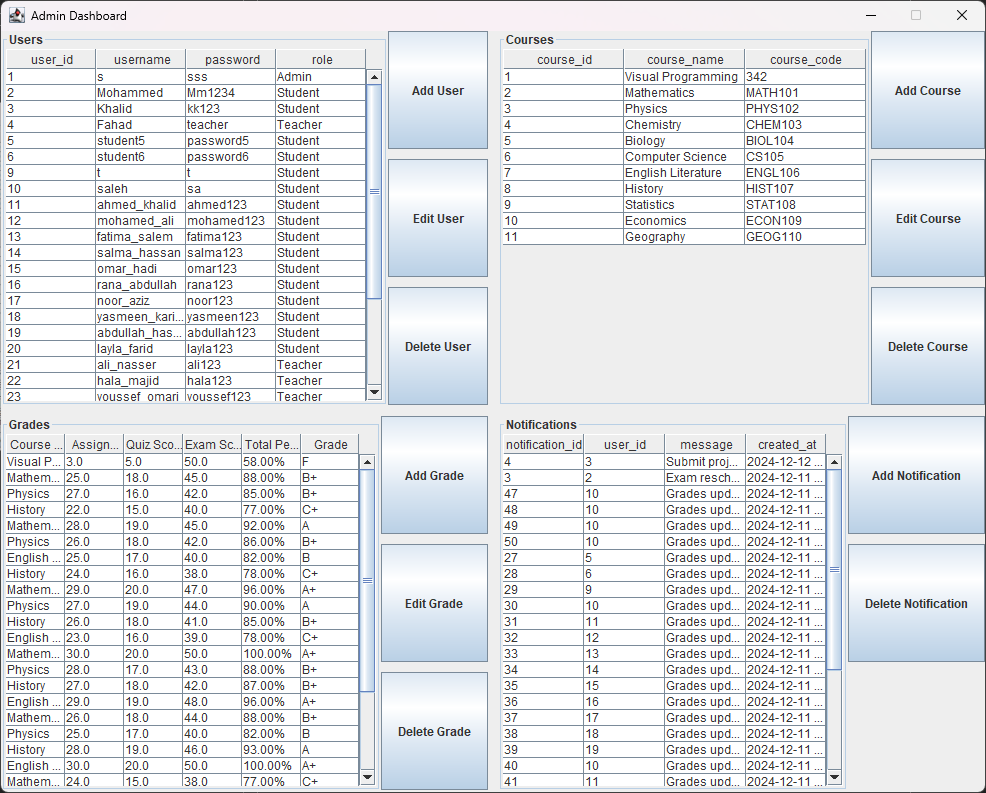 Admin Dashboard
Users
user_id username password role
1 s sss Admin
2 Mohammed Mm1234 Student
3 Khalid kk123 Student
4 Fahad teacher Teacher
5 student5 password5 Student
6 student6 password6 Student
9 t t Student
10 saleh sa Student
11 ahmed_khalid ahmed123 Student
12 mohamed_ali mohamed123 Student
13 fatima_salem fatima123 Student
14 salma_hassan salma123 Student
15 omar_hadi omar123 Student
16 rana_abdullah rana123 Student
17 noor_aziz noor123 Student
18 yasmeen_kari... yasmeen123 Student
19 abdullah_has... abdullah123 Student
20 layla_farid layla123 Student
21 ali_nasser ali123 Teacher
22 hala_majid hala123 Teacher
23 youssef_omari youssef123 Teacher
Add User
Edit User
Delete User
Courses
course_id course_name course_code
1 Visual Programming 342
2 Mathematics MATH101
3 Physics PHYS102
4 Chemistry CHEM103
5 Biology BIOL104
6 Computer Science CS105
7 English Literature ENGL106
8 History HIST107
9 Statistics STAT108
10 Economics ECON109
11 Geography GEOG110
Add Course
Edit Course
Delete Course
Grades
Course ... Assign... Quiz Sco... Exam Sc... Total Pe... Grade
Visual P... 3.0 5.0 50.0 58.00% F
Mathem... 25.0 18.0 45.0 88.00% B+
Physics 27.0 16.0 42.0 85.00% B+
History 22.0 15.0 40.0 77.00% C+
Mathem... 28.0 19.0 45.0 92.00% A
Physics 26.0 18.0 42.0 86.00% B+
English ... 25.0 17.0 40.0 82.00% B
History 24.0 16.0 38.0 78.00% C+
Mathem... 29.0 20.0 47.0 96.00% A+
Physics 27.0 19.0 44.0 90.00% A
History 26.0 18.0 41.0 85.00% B+
English ... 23.0 16.0 39.0 78.00% C+
Mathem... 30.0 20.0 50.0 100.00% A+
Physics 28.0 17.0 43.0 88.00% B+
History 27.0 18.0 42.0 87.00% B+
English ... 29.0 19.0 48.0 96.00% A+
Mathem... 26.0 18.0 44.0 88.00% B+
Physics 25.0 17.0 40.0 82.00% B
History 28.0 19.0 46.0 93.00% A
English ... 30.0 20.0 50.0 100.00% A+
Mathem... 24.0 15.0 38.0 77.00% C+
Add Grade
Edit Grade
Delete Grade
Notifications
notification_id user_id message created_at
4 3 Submit proj... 2024-12-12 ...
3 2 Exam resch... 2024-12-11 ...
47 10 Grades upd... 2024-12-11 ...
48 10 Grades upd... 2024-12-11 ...
49 10 Grades upd... 2024-12-11 ...
50 10 Grades upd... 2024-12-11 ...
27 5 Grades upd... 2024-12-11 ...
28 6 Grades upd... 2024-12-11 ...
29 9 Grades upd... 2024-12-11 ...
30 10 Grades upd... 2024-12-11 ...
31 11 Grades upd... 2024-12-11 ...
32 12 Grades upd... 2024-12-11 ...
33 13 Grades upd... 2024-12-11 ...
34 14 Grades upd... 2024-12-11 ...
35 15 Grades upd... 2024-12-11 ...
36 16 Grades upd... 2024-12-11 ...
37 17 Grades upd... 2024-12-11 ...
38 18 Grades upd... 2024-12-11 ...
39 19 Grades upd... 2024-12-11 ...
40 10 Grades upd... 2024-12-11 ...
41 11 Grades upd... 2024-12-11 ...
Add Notification
Delete Notification